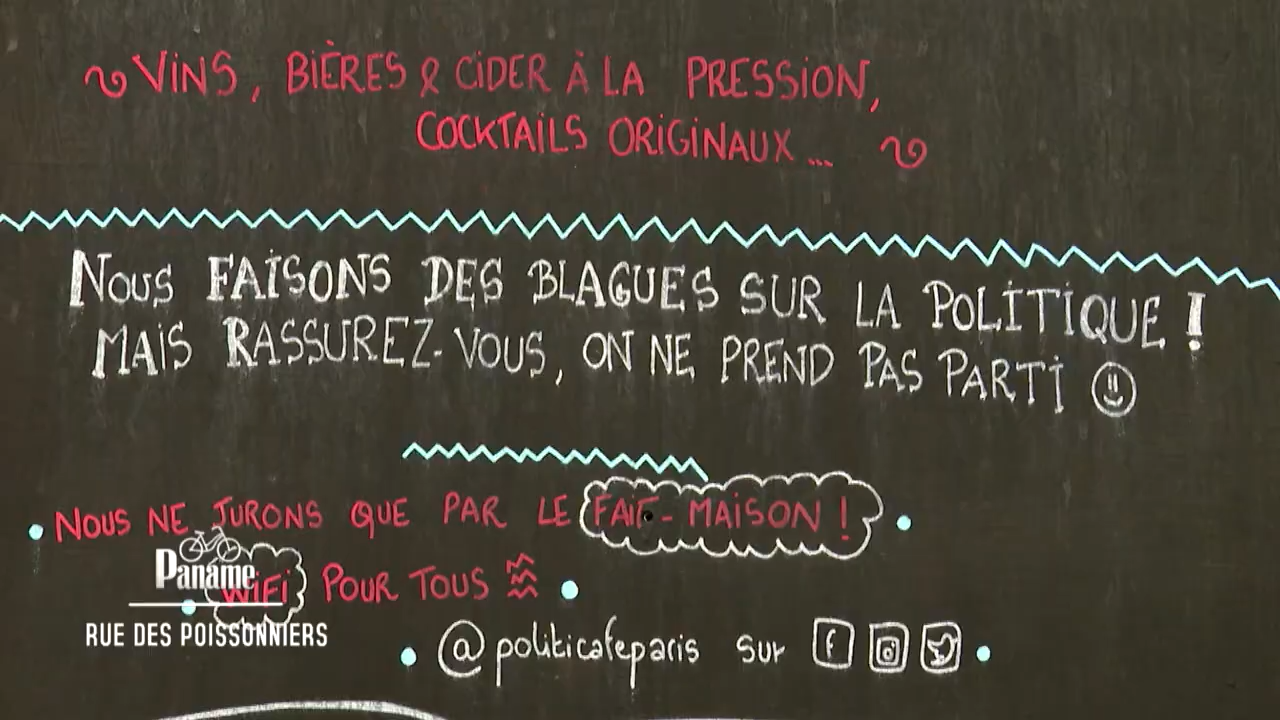 VINS, BIÈRES & CIDER À LA PRESSION,
COCKTAILS ORIGINAUX...
NOUS FAISONS DES BLAGUES SUR LA POLITIQUE !
MAIS RASSUREZ-VOUS, ON NE PREND PAS PARTI
NOUS NE JURONS QUE PAR LE FAIT-MAISON !
WIFI POUR TOUS
Paname
RUE DES POISSONNIERS
@politicafeparis sur